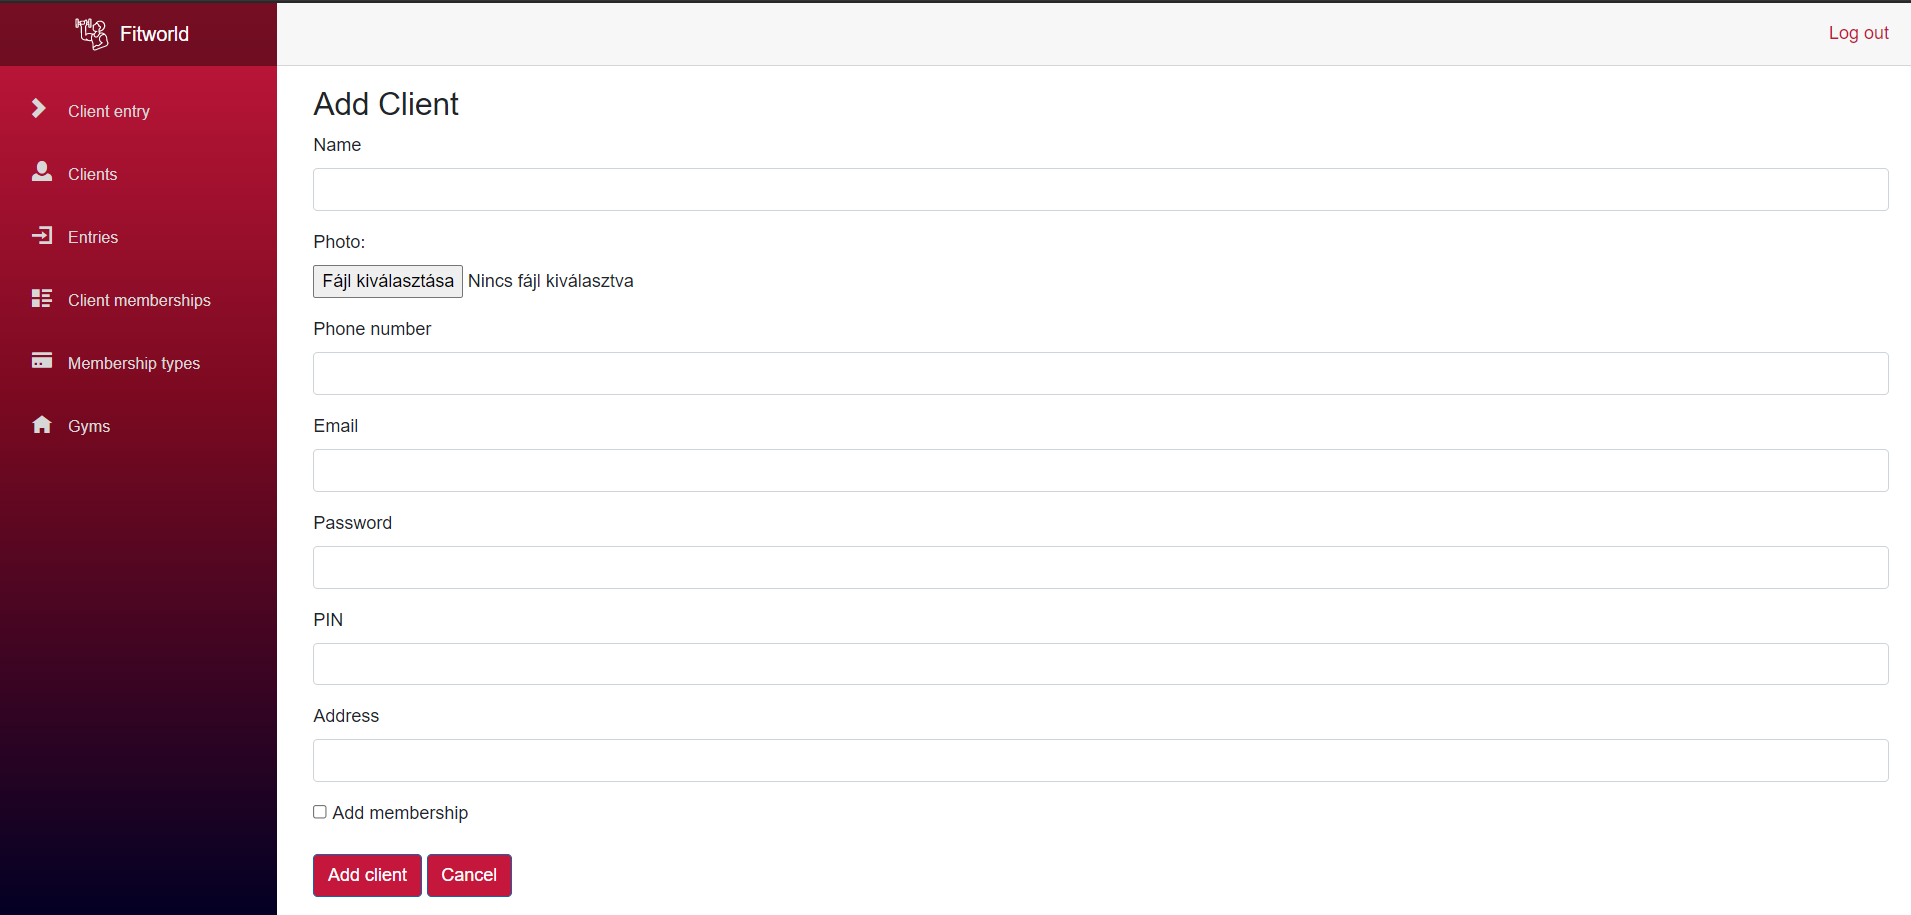 Fitworld
Log out
Client entry
Clients
Entries
Client memberships
Membership types
Gyms
Add Client
Name
Photo:
Fájl kiválasztása Nincs fájl kiválasztva
Phone number
Email
Password
PIN
Address
Add membership
Add client Cancel